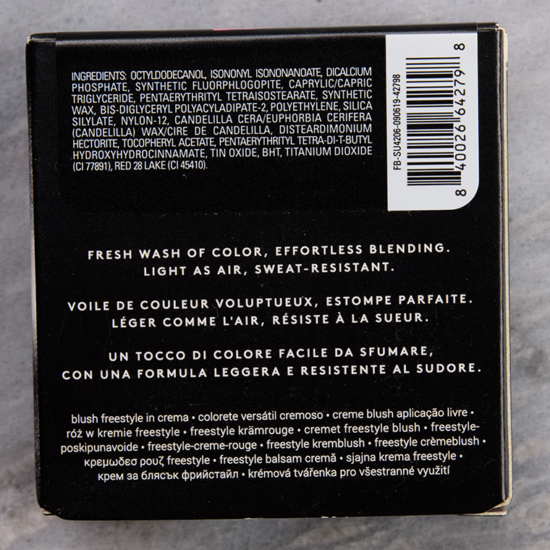 INGREDIENTS: OCTYLDODECANOL, ISONONYL ISONONANOATE, DICALCIUM
PHOSPHATE, SYNTHETIC FLUORPHLOGOPITE, CAPRYLIC/CAPRIC
TRIGLYCERIDE, PENTAERYTHRITYL TETRAISOSTEARATE, SYNTHETIC
WAX, BIS-DIGLYCERYL POLYACYLADIPATE-2, POLYETHYLENE, SILICA
SILYLATE, NYLON-12, CANDELILLA CERA/EUPHORBIA CERIFERA
(CANDELILLA) WAX/CIRE DE CANDELILLA, DISTEARDIMONIUM
HECTORITE, TOCOPHERYL ACETATE, PENTAERYTHRITYL TETRA-DI-T-BUTYL
HYDROXYHYDROCINNAMATE, TIN OXIDE, BHT, TITANIUM DIOXIDE
(CI 77891), RED 28 LAKE (CI 45410).
FB-SU4206-090619-42798
8 40026 64279 8
FRESH WASH OF COLOR, EFFORTLESS BLENDING.
LIGHT AS AIR, SWEAT-RESISTANT.
VOILE DE COULEUR VOLUPTUEUX, ESTOMPE PARFAITE.
LÉGER COMME L'AIR, RÉSISTE À LA SUEUR.
UN TOCCO DI COLORE FACILE DA SFUMARE,
CON UNA FORMULA LEGGERA E RESISTENTE AL SUDORE.
blush freestyle in crema • colorete versátil cremoso • creme blush aplicação livre •
róż w kremie freestyle • freestyle krämrouge • cremet freestyle blush • freestyle-
poskipunavoide • freestyle-creme-rouge • freestyle kremblush • freestyle crèmeblush •
κρεμωδεσ ρουζ freestyle • freestyle balsam cremă • sjajna krema freestyle •
крем за блясък фрийстайл • krémová tvářenka pro všestranné využití